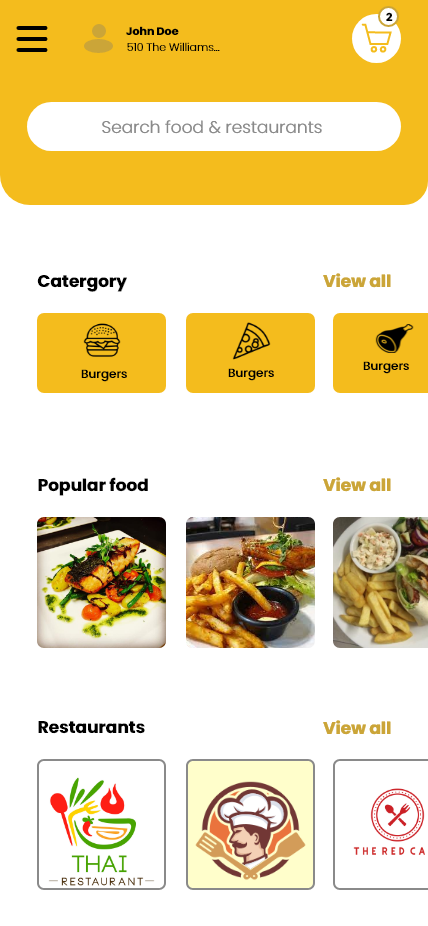 2
John Doe
510 The Williams...
Search food & restaurants
Catergory
View all
Burgers
Burgers
Burgers
Popular food
View all
Restaurants
View all
THAI
RESTAURANT
THE RED CA